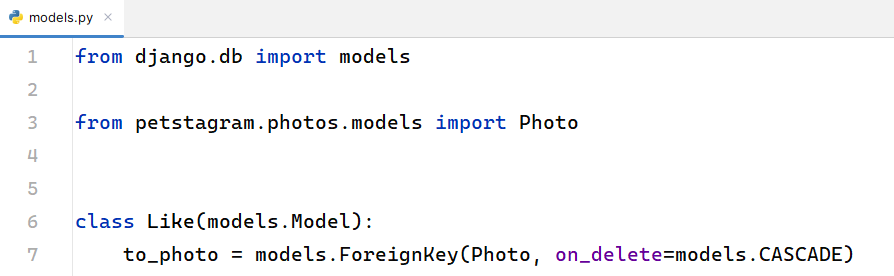 models.py
1 from django.db import models
2
3 from petstagram.photos.models import Photo
4
5
6 class Like(models.Model):
7     to_photo = models.ForeignKey(Photo, on_delete=models.CASCADE)